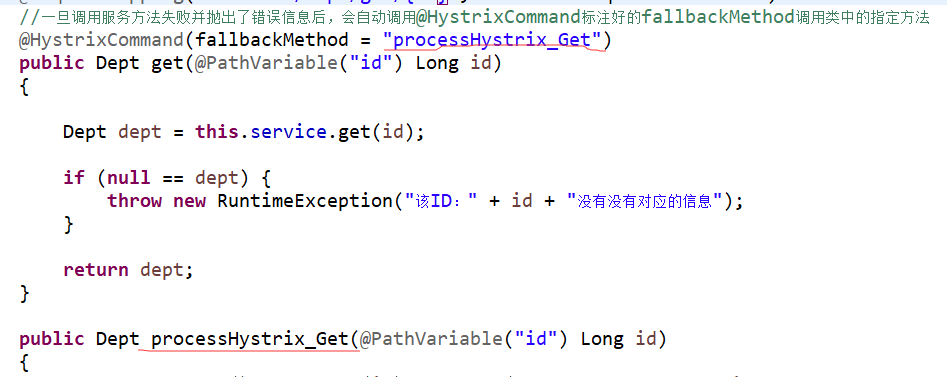 //一旦调用服务方法失败并抛出了错误信息后，会自动调用@HystrixCommand标注好的fallbackMethod调用类中的指定方法
@HystrixCommand(fallbackMethod = "processHystrix_Get")
public Dept get(@PathVariable("id") Long id)
{
Dept dept = this.service.get(id);
if (null == dept) {
throw new RuntimeException("该ID：" + id + "没有没有对应的信息");
}
return dept;
}
public Dept processHystrix_Get(@PathVariable("id") Long id)
{